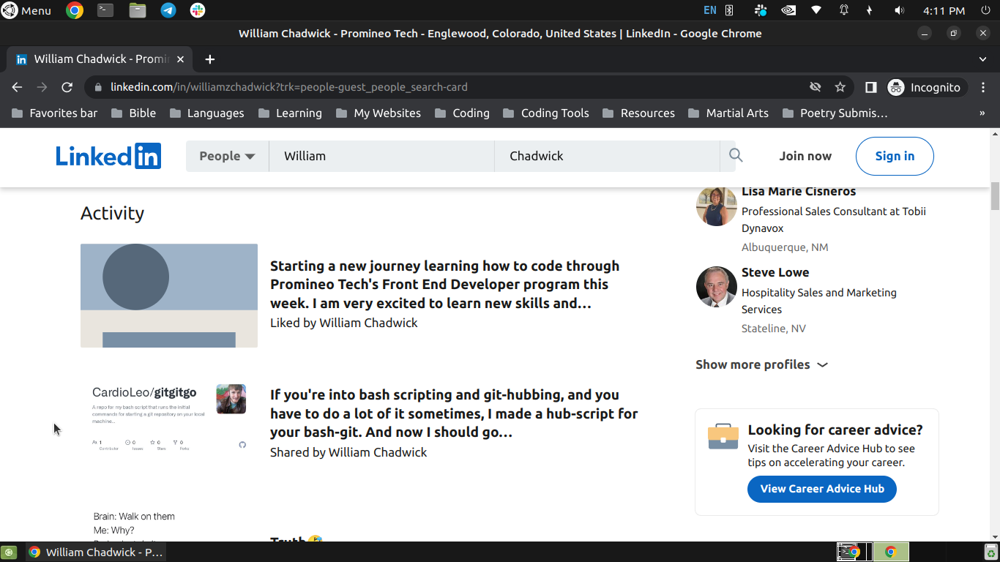 Menu
EN
4:11 PM
William Chadwick - Promineo Tech - Englewood, Colorado, United States | LinkedIn - Google Chrome
in William Chadwick - Promi
linkedin.com/in/williamzchadwick?trk=people-guest_people_search-card
Incognito
Favorites bar
Bible
Languages
Learning
My Websites
Coding
Coding Tools
Resources
Martial Arts
Poetry Submis...
»
Linked in
People
William
Chadwick
Join now
Sign in
Activity
Starting a new journey learning how to code through
Promineo Tech's Front End Developer program this
week. I am very excited to learn new skills and...
Liked by William Chadwick
CardioLeo/gitgitgo
A repo for my bash script that runs the initial
commands for starting a git repository on your local
machine...
1
Contributor
0
Issues
0
Stars
0
Forks
If you're into bash scripting and git-hubbing, and you
have to do a lot of it sometimes, I made a hub-script for
your bash-git. And now I should go...
Shared by William Chadwick
Brain: Walk on them
Me: Why?
Truth🤣
Lisa Marie Cisneros
Professional Sales Consultant at Tobii
Dynavox
Albuquerque, NM
Steve Lowe
Hospitality Sales and Marketing
Services
Stateline, NV
Show more profiles
Looking for career advice?
Visit the Career Advice Hub to see
tips on accelerating your career.
View Career Advice Hub
William Chadwick - P...